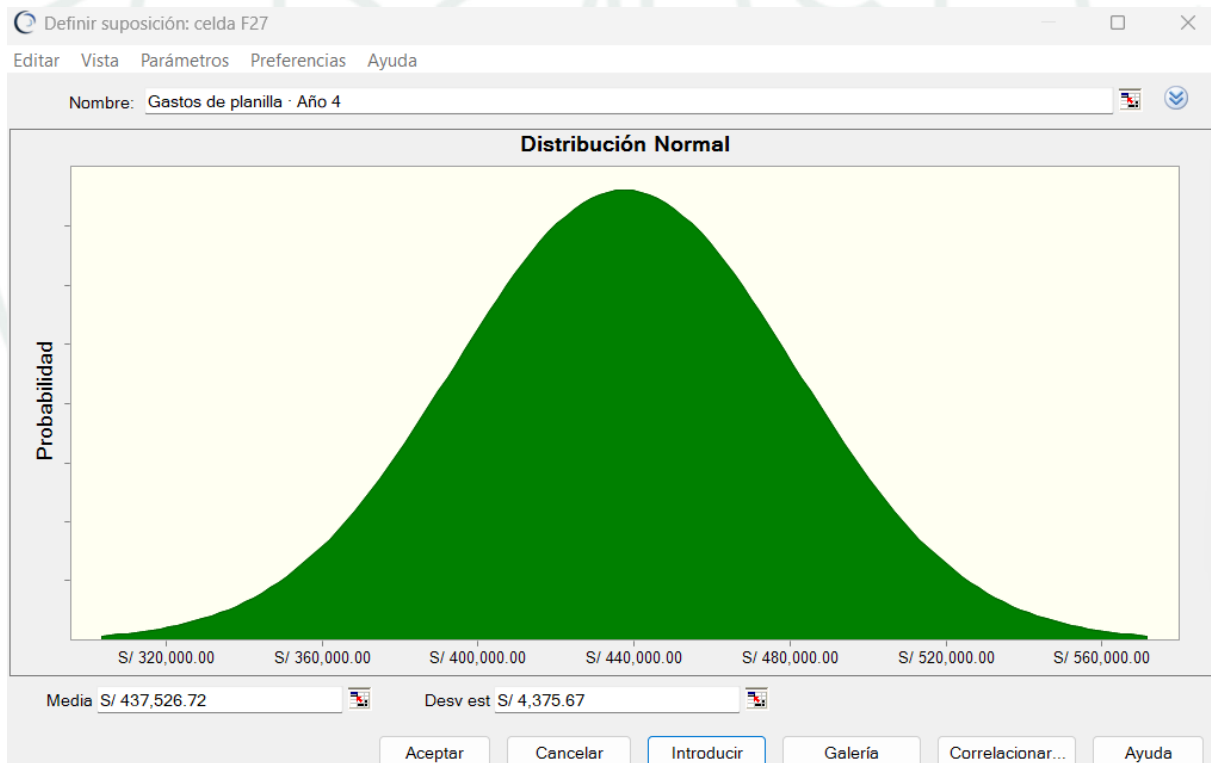 Definir suposición: celda F27
Editar Vista Parámetros Preferencias Ayuda
Nombre: Gastos de planilla · Año 4
Distribución Normal
Probabilidad
S/ 320,000.00 S/ 360,000.00 S/ 400,000.00 S/ 440,000.00 S/ 480,000.00 S/ 520,000.00 S/ 560,000.00
Media S/ 437,526.72 Desv est S/ 4,375.67
Aceptar Cancelar Introducir Galería Correlacionar... Ayuda